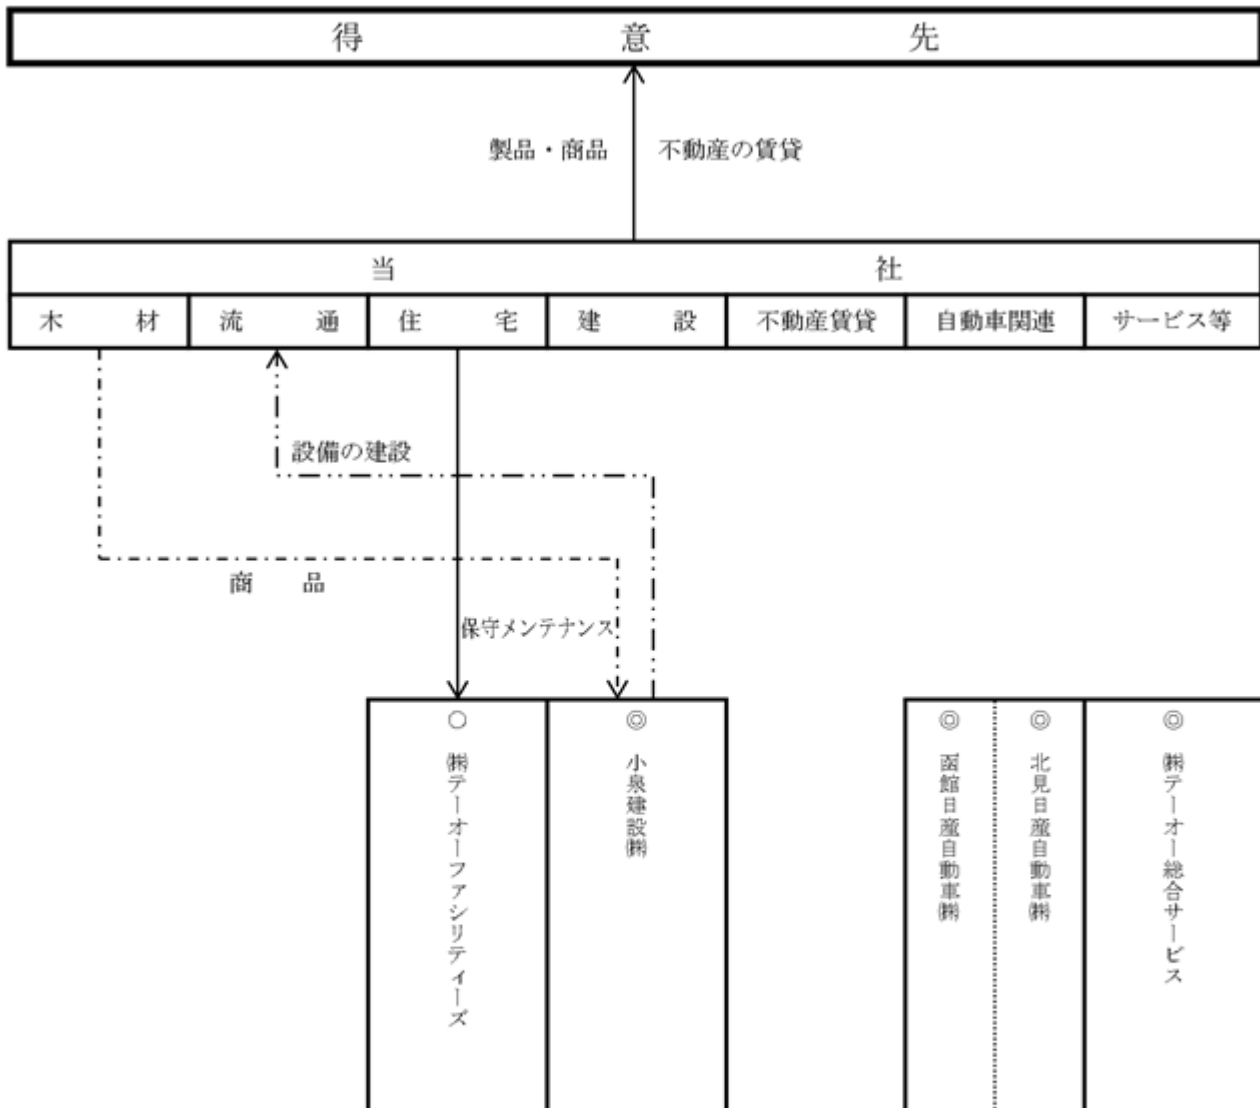 得意先
製品・商品 不動産の賃貸
当社
木材 流通 住宅 建設 不動産賃貸 自動車関連 サービス等
設備の建設
商品
保守メンテナンス
○ ㈱テーオーファシリティーズ
◎ 小泉建設㈱
◎ 函館日産自動車㈱
◎ 北見日産自動車㈱
◎ ㈱テーオー総合サービス